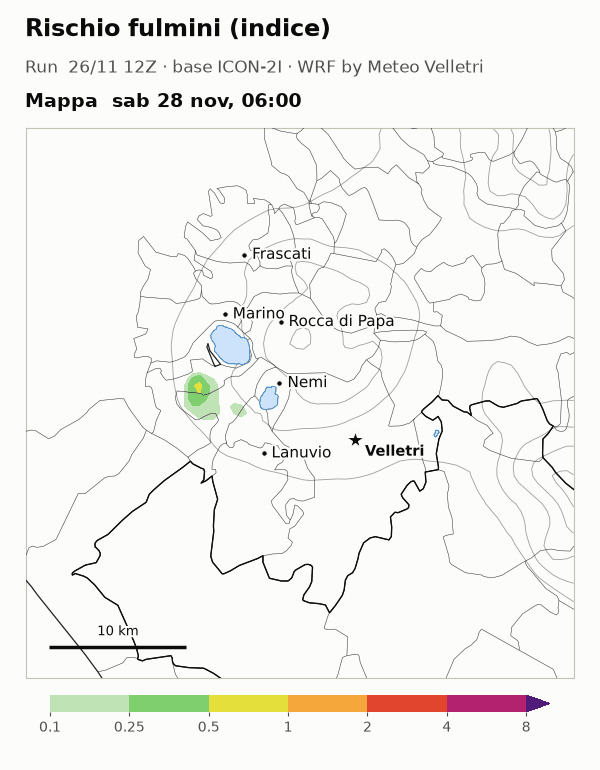 Rischio fulmini (indice)
Run  26/11 12Z · base ICON-2I · WRF by Meteo Velletri
Mappa  sab 28 nov, 06:00
Frascati
Marino
Rocca di Papa
Nemi
Velletri
Lanuvio
10 km
0.1 0.25 0.5 1 2 4 8